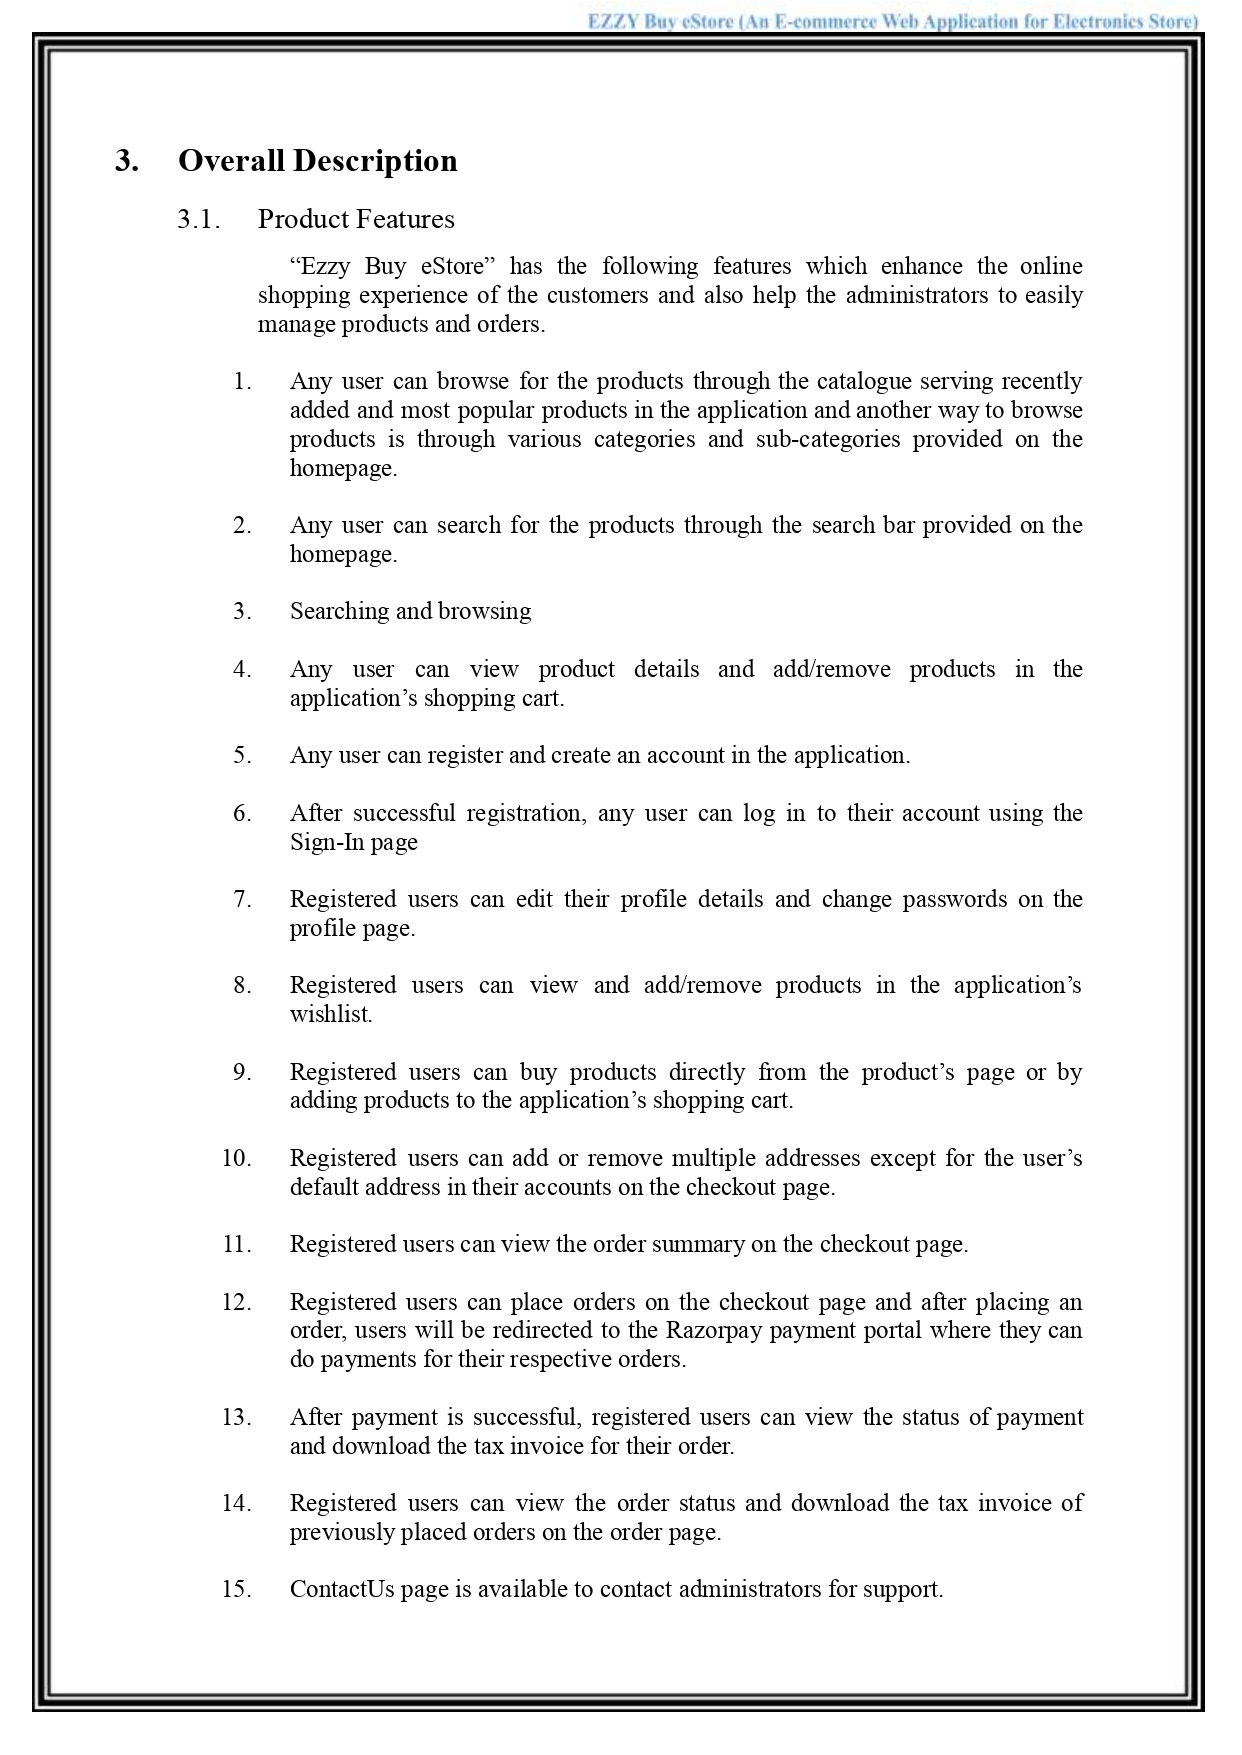 EZZY Buy eStore (An E-commerce Web Application for Electronics Store)
3. Overall Description
3.1. Product Features
“Ezzy Buy eStore” has the following features which enhance the online
shopping experience of the customers and also help the administrators to easily
manage products and orders.
1. Any user can browse for the products through the catalogue serving recently
added and most popular products in the application and another way to browse
products is through various categories and sub-categories provided on the
homepage.
2. Any user can search for the products through the search bar provided on the
homepage.
3. Searching and browsing
4. Any user can view product details and add/remove products in the
application’s shopping cart.
5. Any user can register and create an account in the application.
6. After successful registration, any user can log in to their account using the
Sign-In page
7. Registered users can edit their profile details and change passwords on the
profile page.
8. Registered users can view and add/remove products in the application’s
wishlist.
9. Registered users can buy products directly from the product’s page or by
adding products to the application’s shopping cart.
10. Registered users can add or remove multiple addresses except for the user’s
default address in their accounts on the checkout page.
11. Registered users can view the order summary on the checkout page.
12. Registered users can place orders on the checkout page and after placing an
order, users will be redirected to the Razorpay payment portal where they can
do payments for their respective orders.
13. After payment is successful, registered users can view the status of payment
and download the tax invoice for their order.
14. Registered users can view the order status and download the tax invoice of
previously placed orders on the order page.
15. ContactUs page is available to contact administrators for support.